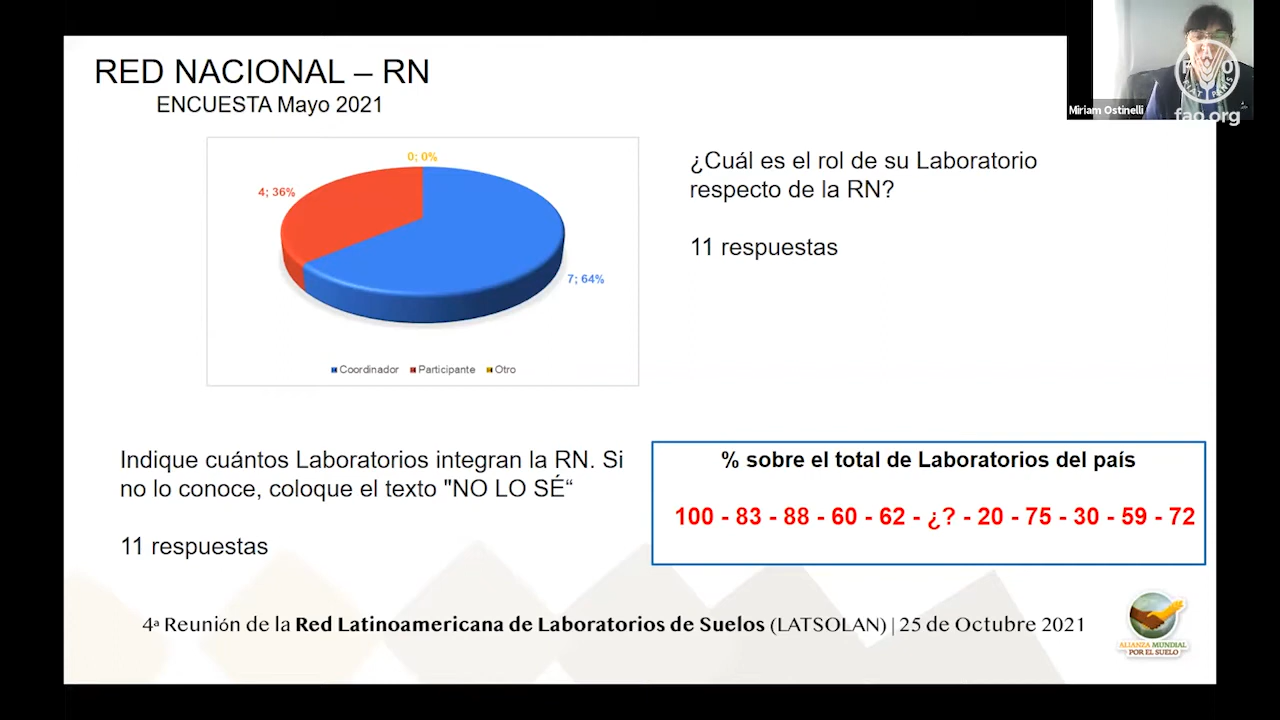 RED NACIONAL – RN
ENCUESTA Mayo 2021
0; 0%
4; 36%
7; 64%
Coordinador Participante Otro
¿Cuál es el rol de su Laboratorio
respecto de la RN?
11 respuestas
Miriam Ostinelli
FAO
FIAT PANIS
fao.org
Indique cuántos Laboratorios integran la RN. Si
no lo conoce, coloque el texto "NO LO SÉ“
11 respuestas
% sobre el total de Laboratorios del país
100 - 83 - 88 - 60 - 62 - ¿? - 20 - 75 - 30 - 59 - 72
4ª Reunión de la Red Latinoamericana de Laboratorios de Suelos (LATSOLAN) | 25 de Octubre 2021
ALIANZA MUNDIAL
POR EL SUELO